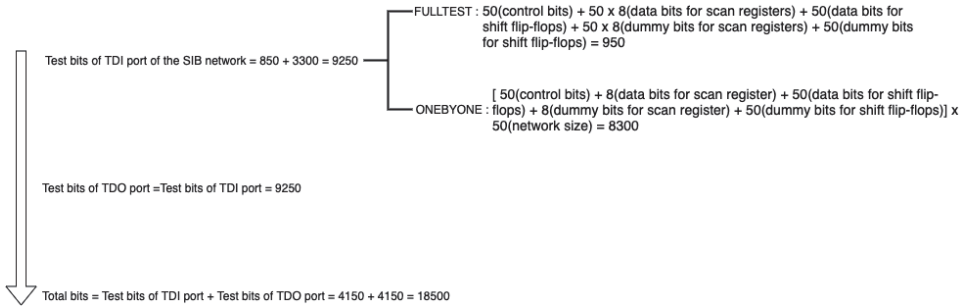 FULLTEST : 50(control bits) + 50 x 8(data bits for scan registers) + 50(data bits for
shift flip-flops) + 50 x 8(dummy bits for scan registers) + 50(dummy bits
for shift flip-flops) = 950
Test bits of TDI port of the SIB network = 850 + 3300 = 9250
[ 50(control bits) + 8(data bits for scan register) + 50(data bits for shift flip-
ONEBYONE : flops) + 8(dummy bits for scan register) + 50(dummy bits for shift flip-flops)] x
50(network size) = 8300
Test bits of TDO port =Test bits of TDI port = 9250
Total bits = Test bits of TDI port + Test bits of TDO port = 4150 + 4150 = 18500